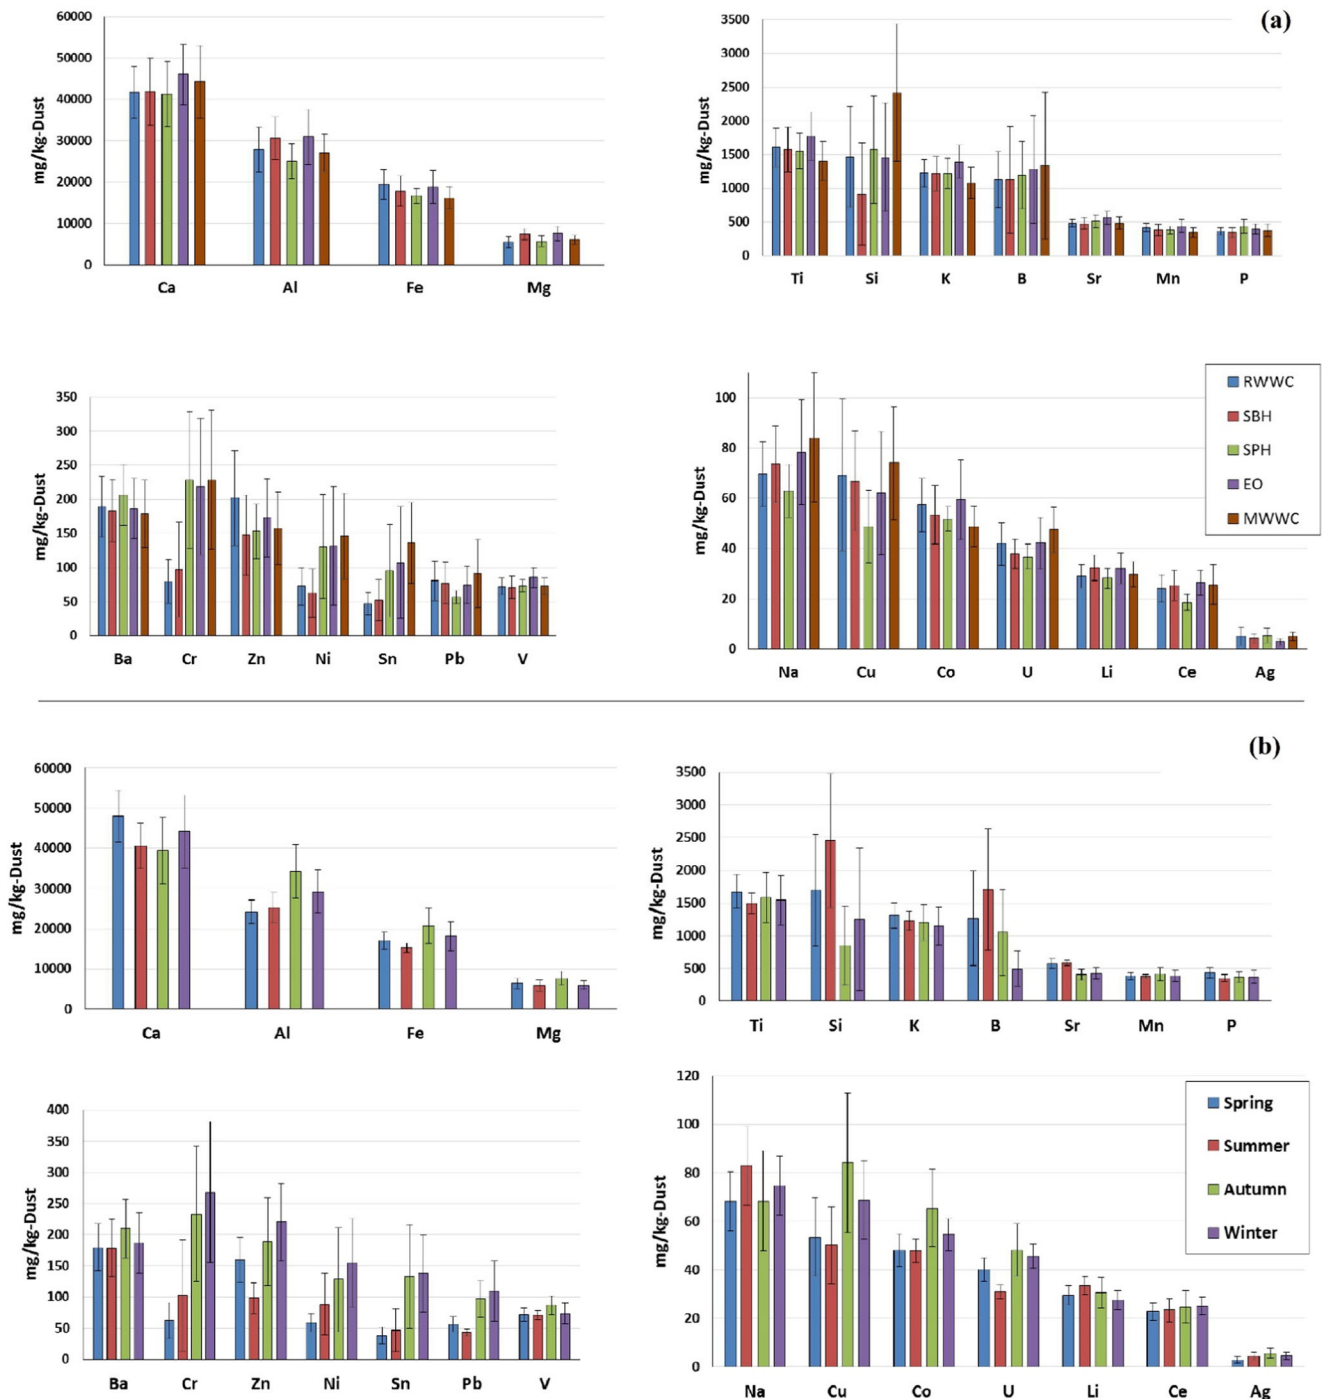 (a)
60000
50000
40000
30000
20000
10000
0
mg/kg-Dust
Ca Al Fe Mg
3500
3000
2500
2000
1500
1000
500
0
mg/kg-Dust
Ti Si K B Sr Mn P
350
300
250
200
150
100
50
0
mg/kg-Dust
Ba Cr Zn Ni Sn Pb V
100
80
60
40
20
0
mg/kg-Dust
Na Cu Co U Li Ce Ag
RWWC
SBH
SPH
EO
MWWC
(b)
60000
50000
40000
30000
20000
10000
0
mg/kg-Dust
Ca Al Fe Mg
3500
3000
2500
2000
1500
1000
500
0
mg/kg-Dust
Ti Si K B Sr Mn P
400
350
300
250
200
150
100
50
0
mg/kg-Dust
Ba Cr Zn Ni Sn Pb V
120
100
80
60
40
20
0
mg/kg-Dust
Na Cu Co U Li Ce Ag
Spring
Summer
Autumn
Winter